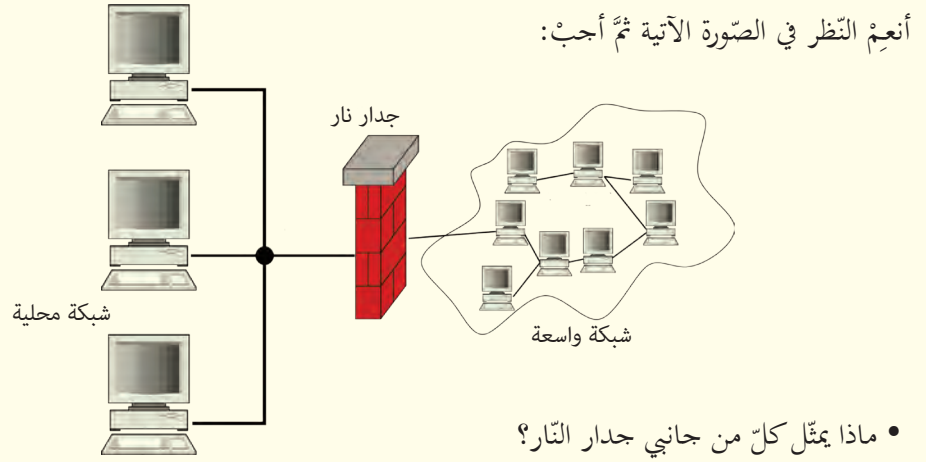 أنعِمْ النّظر في الصّورة الآتية ثمَّ أجبْ:
جدار نار
شبكة محلية
شبكة واسعة
• ماذا يمثّل كلّ من جانبي جدار النّار؟